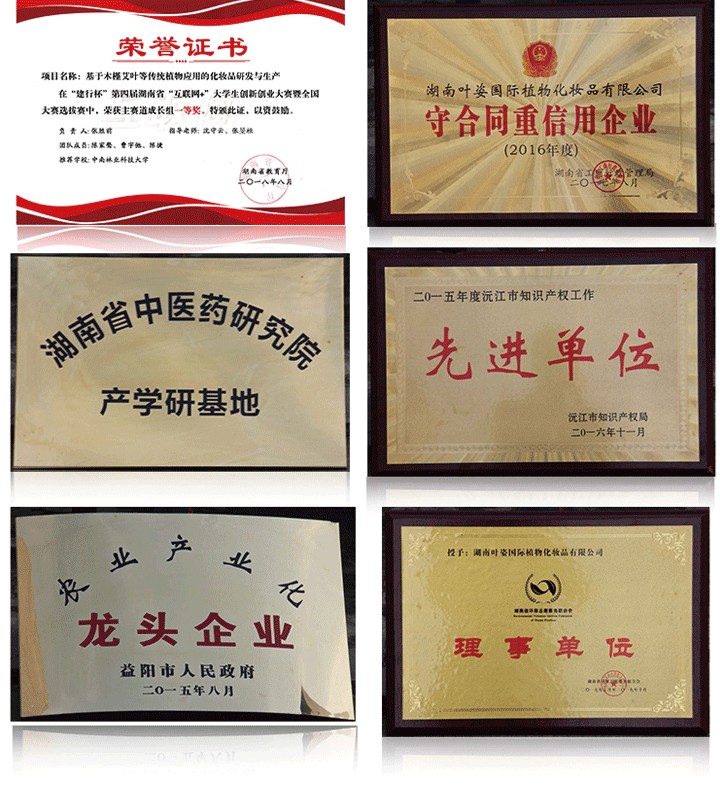 荣誉证书
项目名称：基于木槿艾叶等传统植物应用的化妆品研发与生产
在“建行杯”第四届湖南省“互联网+”大学生创新创业大赛暨全国
大赛选拔赛中，荣获主赛道成长组一等奖，特颁此证，以资鼓励。
负 责 人：张胜前
指导老师：沈守云、张旻桓
团队成员：陈家磐、曹宇驰、陈捷
推荐学校：中南林业科技大学
湖南省教育厅
二〇一八年八月
湖南叶姿国际植物化妆品有限公司
守合同重信用企业
(2016年度)
湖南省工商行政管理局
二〇一七年八月
湖南省中医药研究院
产学研基地
二〇一五年度沅江市知识产权工作
先进单位
沅江市知识产权局
二〇一六年十一月
农业产业化
龙头企业
益阳市人民政府
二〇一五年八月
授予：湖南叶姿国际植物化妆品有限公司
理事单位